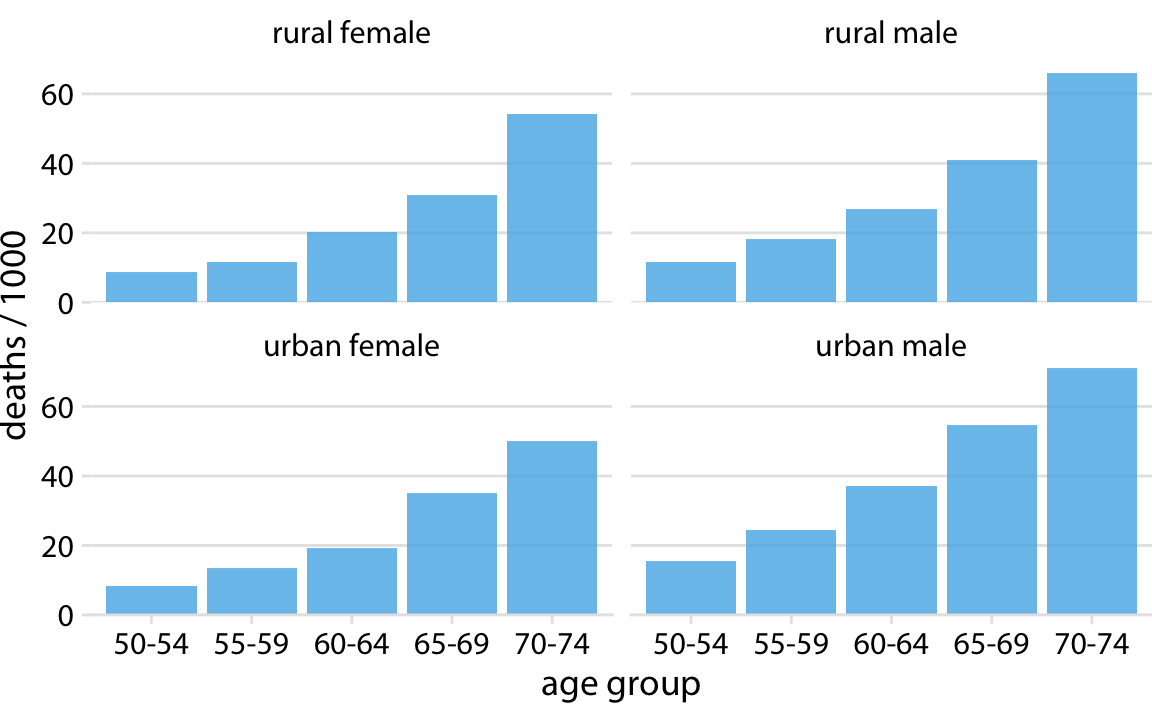 rural female
rural male
60
40
20
0
urban female
urban male
60
40
20
0
50-54 55-59 60-64 65-69 70-74
50-54 55-59 60-64 65-69 70-74
age group
deaths / 1000